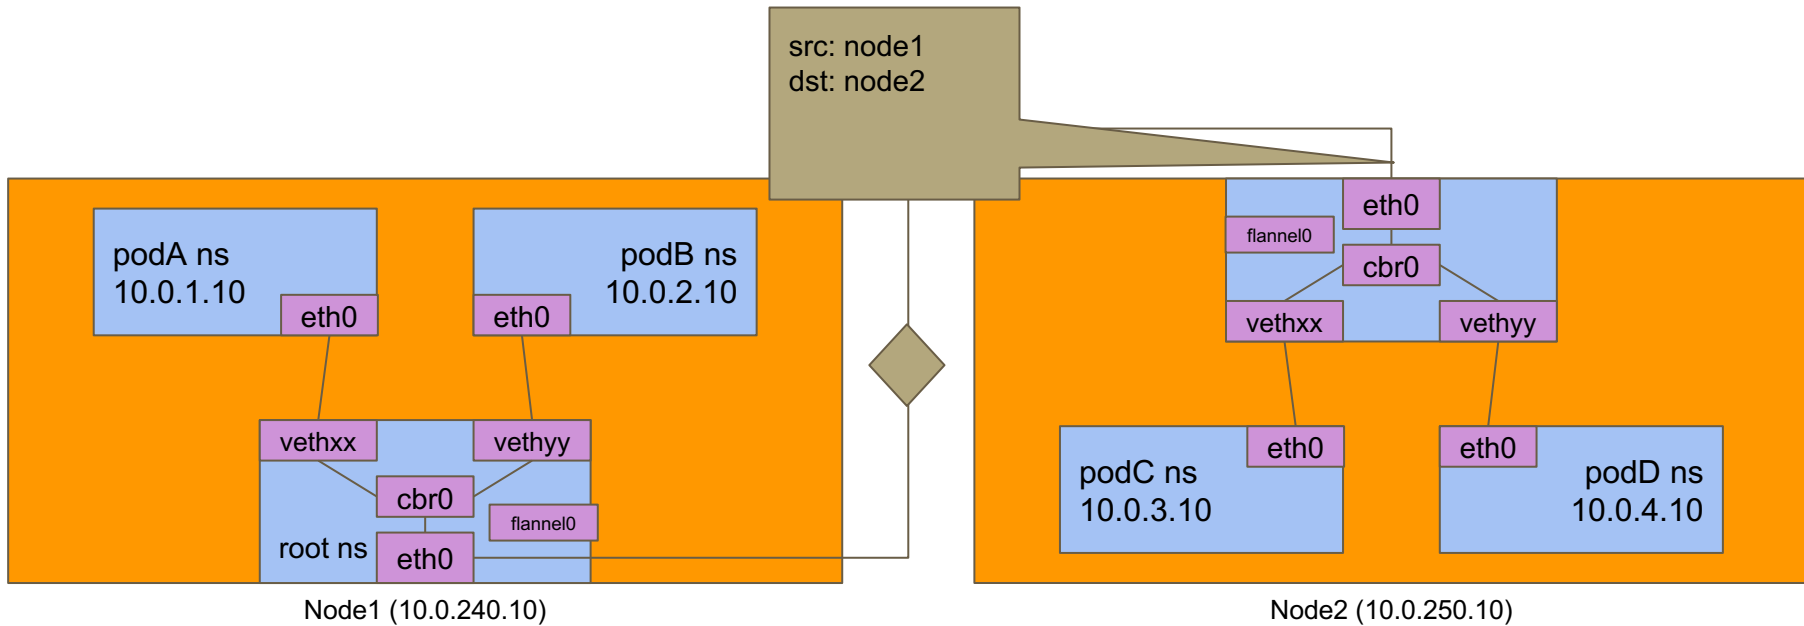 src: node1
dst: node2
podA ns
10.0.1.10
eth0
podB ns
10.0.2.10
eth0
vethxx
vethyy
cbr0
flannel0
root ns
eth0
Node1 (10.0.240.10)
eth0
flannel0
cbr0
vethxx
vethyy
eth0
podC ns
10.0.3.10
eth0
podD ns
10.0.4.10
Node2 (10.0.250.10)